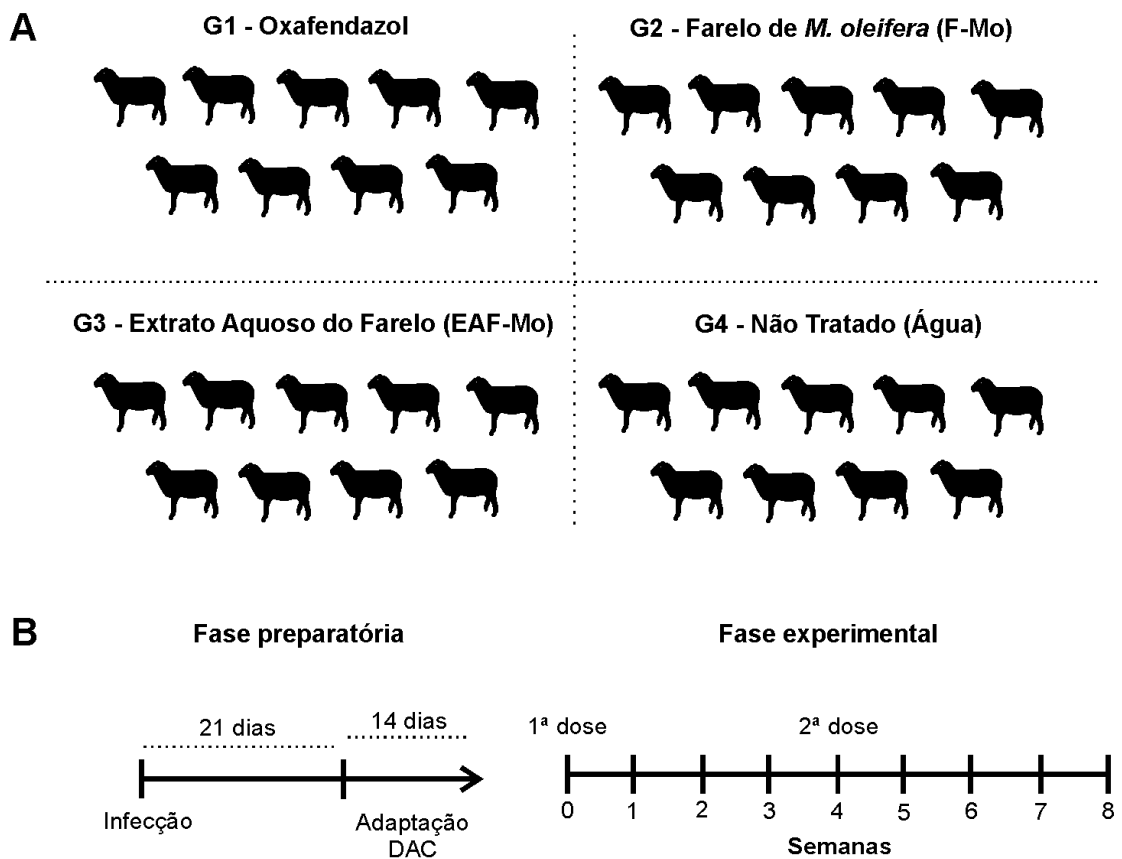 A
G1 - Oxafendazol
G2 - Farelo de M. oleifera (F-Mo)
G3 - Extrato Aquoso do Farelo (EAF-Mo)
G4 - Não Tratado (Água)
B
Fase preparatória
Fase experimental
21 dias
14 dias
1ª dose
2ª dose
Infecção
Adaptação
DAC
0 1 2 3 4 5 6 7 8
Semanas